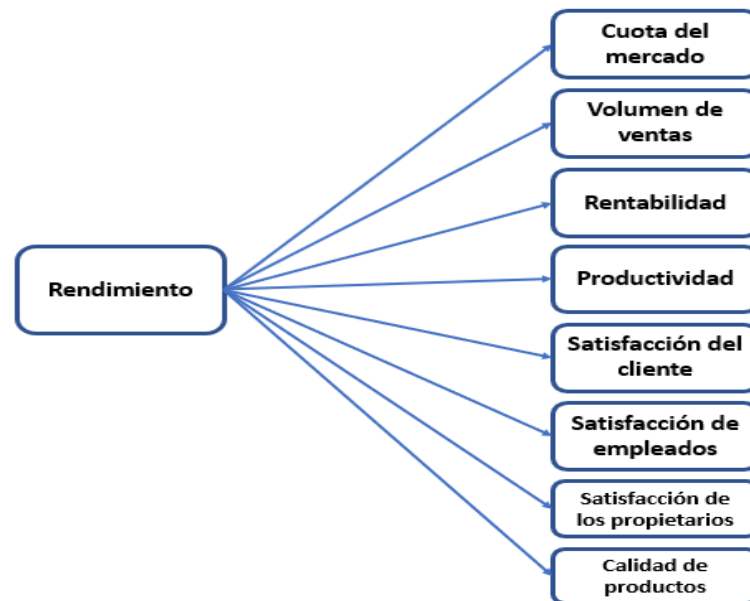 Cuota del
mercado
Volumen de
ventas
Rentabilidad
Rendimiento
Productividad
Satisfacción del
cliente
Satisfacción de
empleados
Satisfacción de
los propietarios
Calidad de
productos